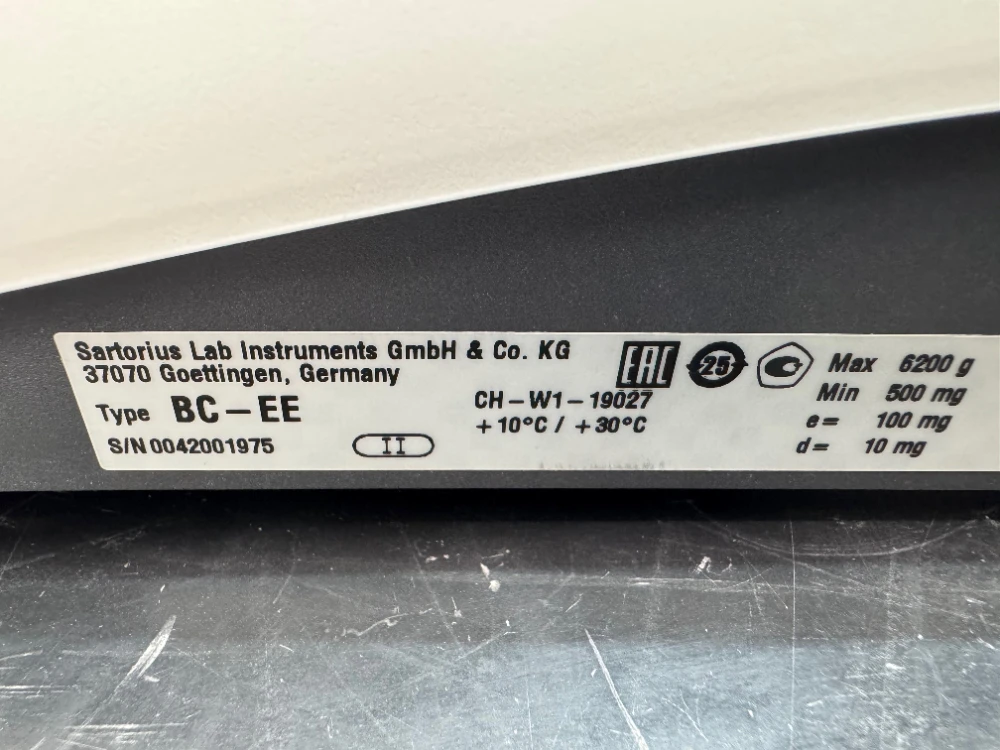 Sartorius Lab Instruments GmbH & Co. KG
37070 Goettingen, Germany
Type BC-EE
S/N 0042001975
II
EAC
25
CH-W1-19027
+10°C / +30°C
Max 6200 g
Min 500 mg
e= 100 mg
d= 10 mg